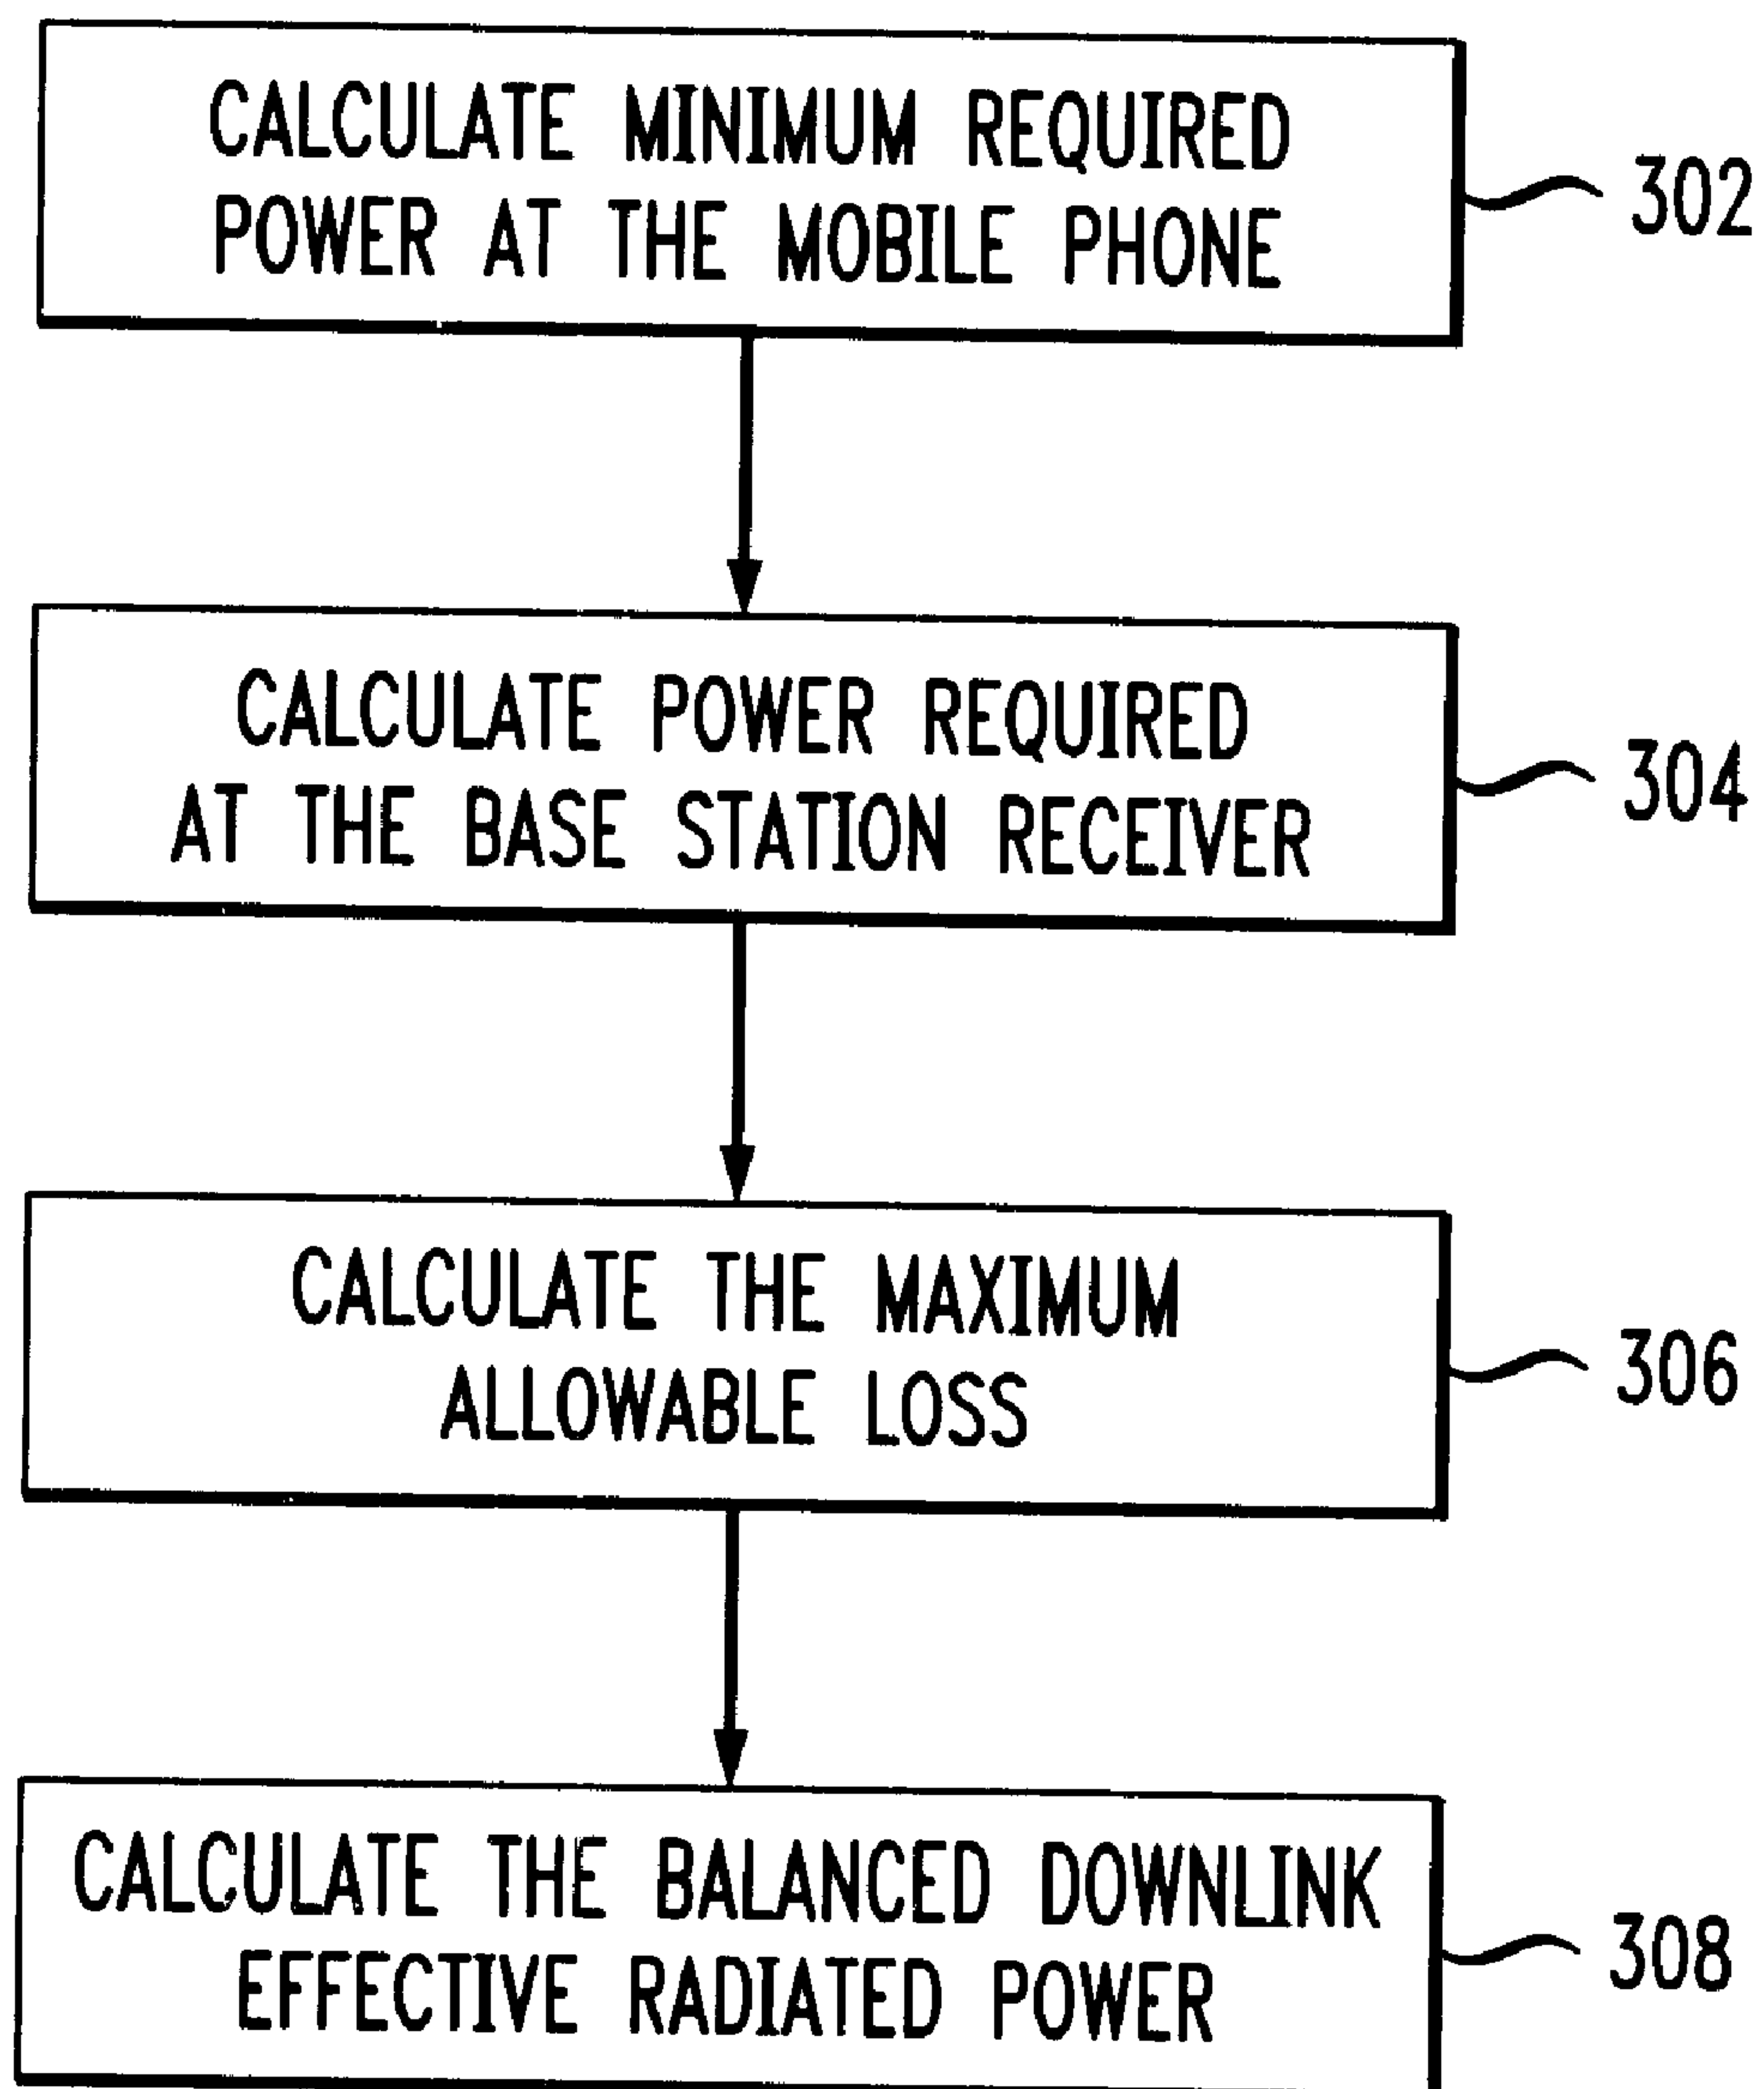 CALCULATE MINIMUM REQUIRED
POWER AT THE MOBILE PHONE
302
CALCULATE POWER REQUIRED
AT THE BASE STATION RECEIVER
304
CALCULATE THE MAXIMUM
ALLOWABLE LOSS
306
CALCULATE THE BALANCED DOWNLINK
EFFECTIVE RADIATED POWER
308